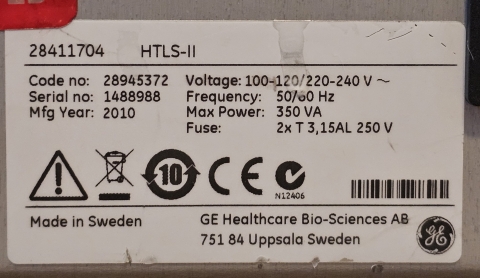 28411704 HTLS-II
Code no: 28945372 Voltage: 100-120/220-240 V ~
Serial no: 1488988 Frequency: 50/60 Hz
Mfg Year: 2010 Max Power: 350 VA
Fuse: 2x T 3,15AL 250 V
10
CE
N12406
Made in Sweden GE Healthcare Bio-Sciences AB
751 84 Uppsala Sweden
GE